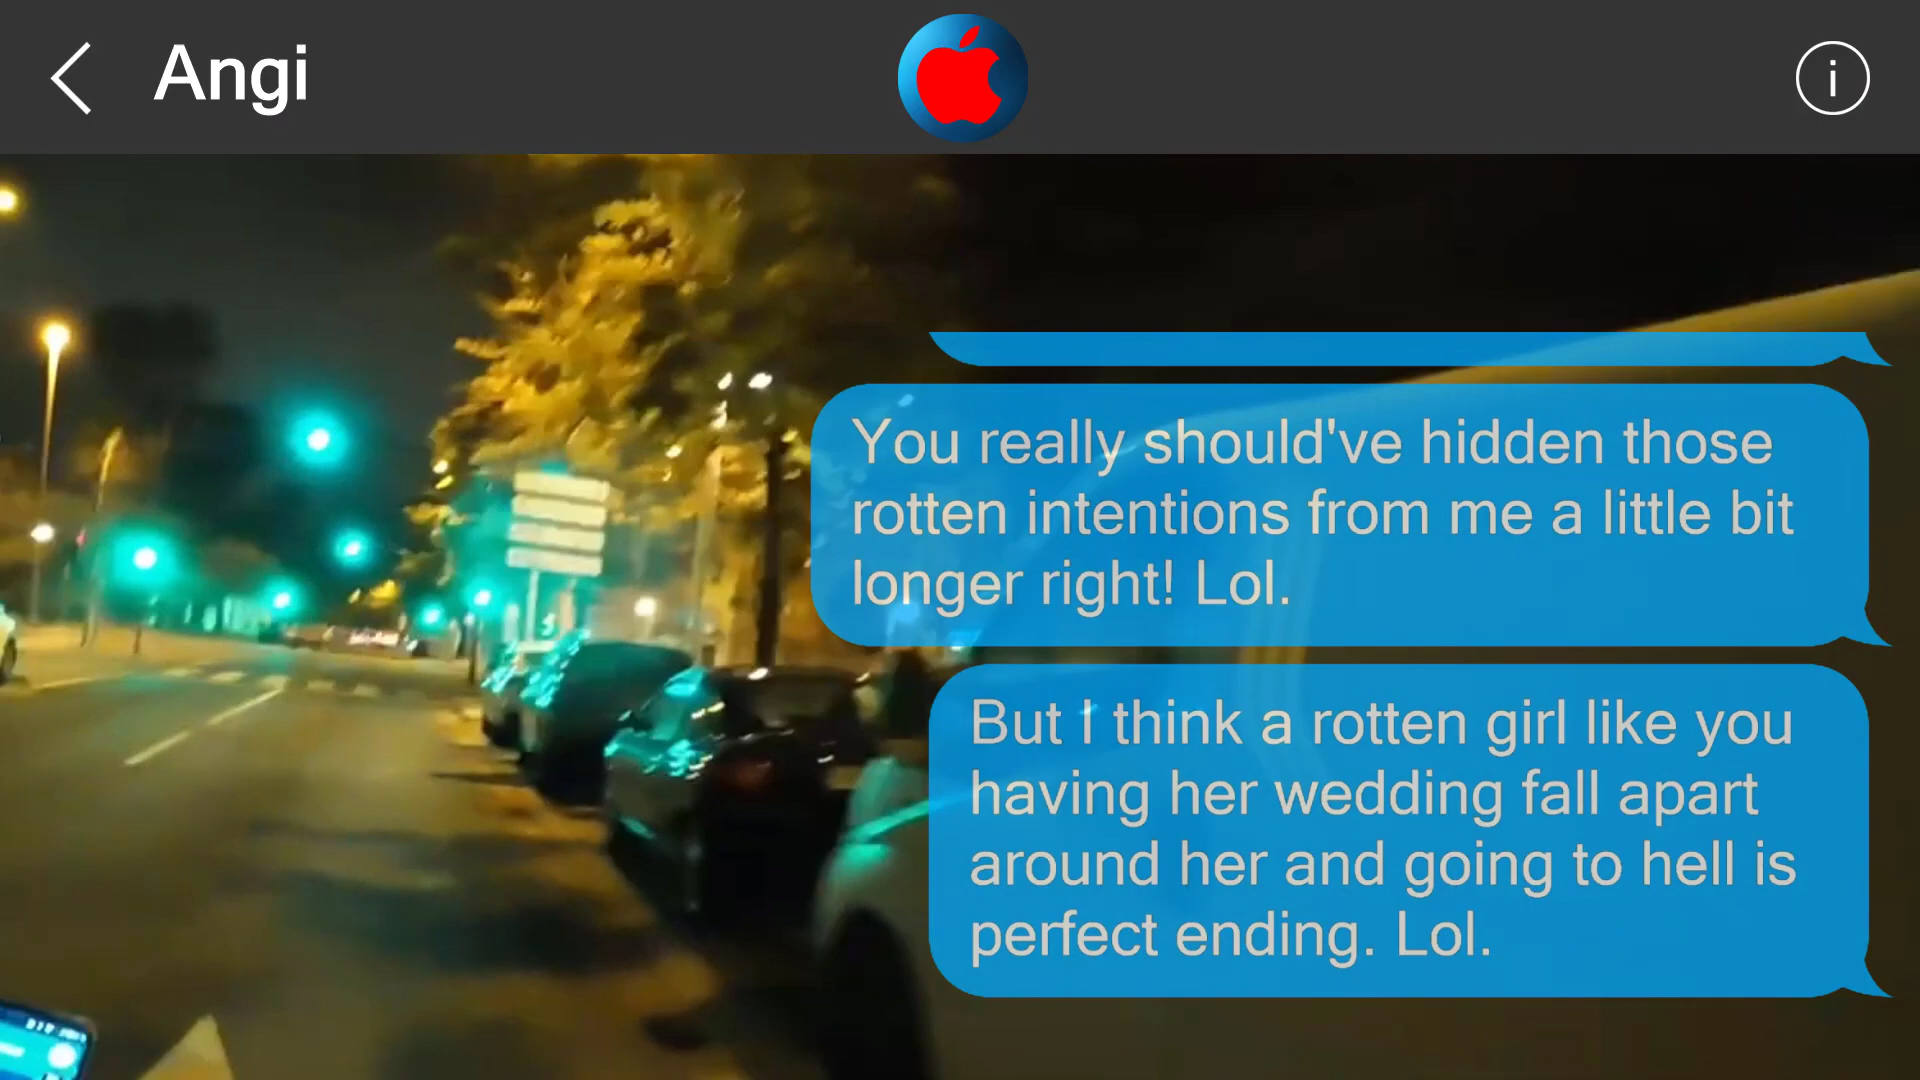 Angi
You really should've hidden those
rotten intentions from me a little bit
longer right! Lol.
But I think a rotten girl like you
having her wedding fall apart
around her and going to hell is
perfect ending. Lol.